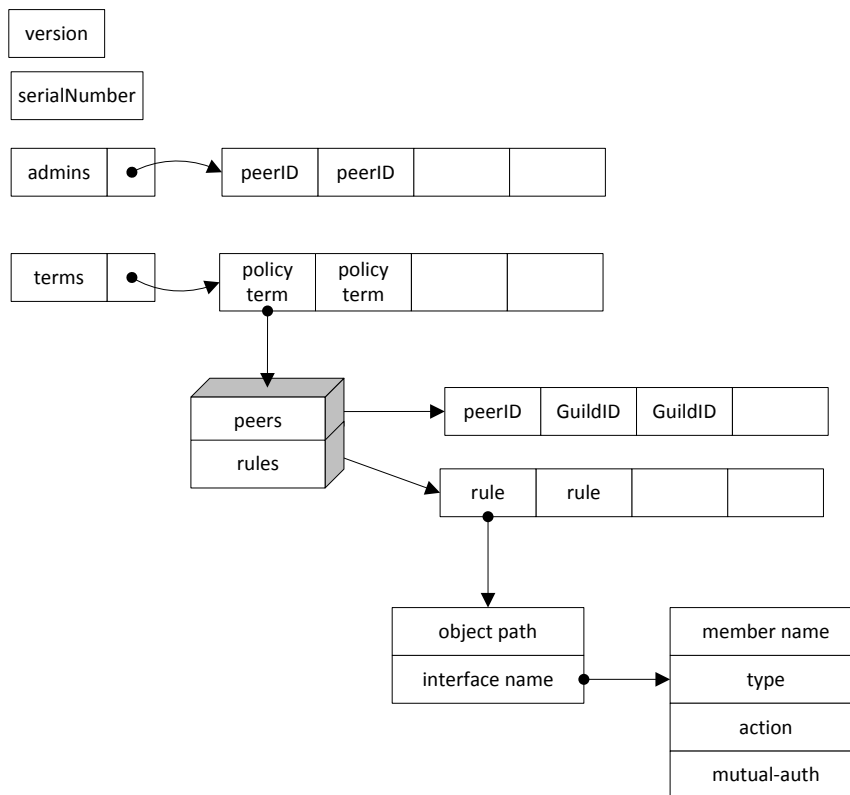 version
serialNumber
admins
peerID
peerID
terms
policy
term
policy
term
peers
peerID
GuildID
GuildID
rules
rule
rule
object path
member name
interface name
type
action
mutual-auth